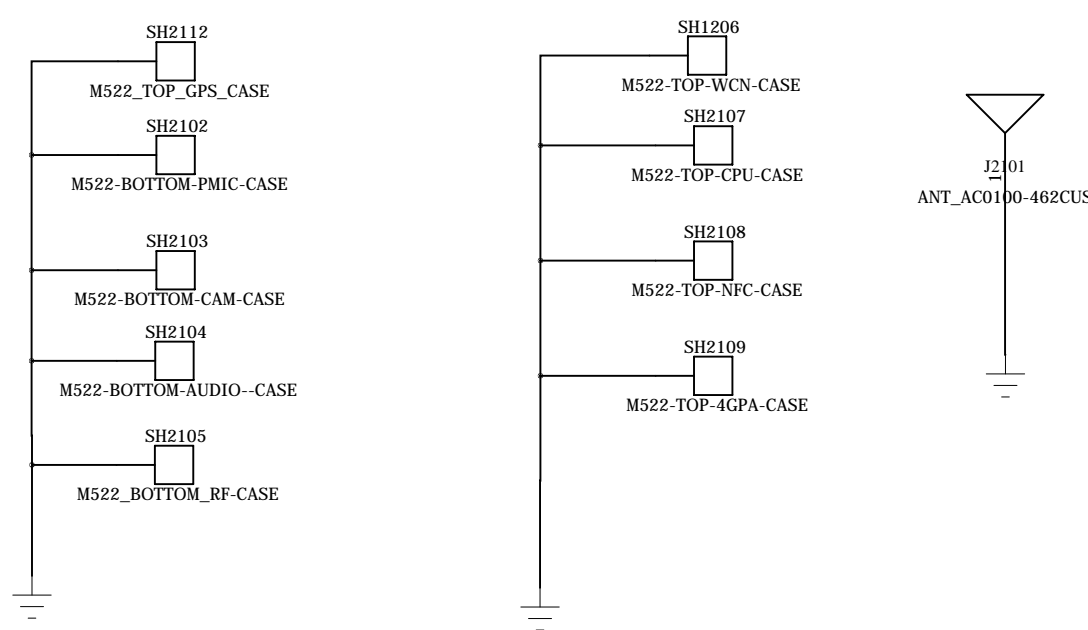 SH2112
M522_TOP_GPS_CASE
SH2102
M522-BOTTOM-PMIC-CASE
SH2103
M522-BOTTOM-CAM-CASE
SH2104
M522-BOTTOM-AUDIO--CASE
SH2105
M522_BOTTOM_RF-CASE
SH1206
M522-TOP-WCN-CASE
SH2107
M522-TOP-CPU-CASE
SH2108
M522-TOP-NFC-CASE
SH2109
M522-TOP-4GPA-CASE
J2101
1
ANT_AC0100-462CUS